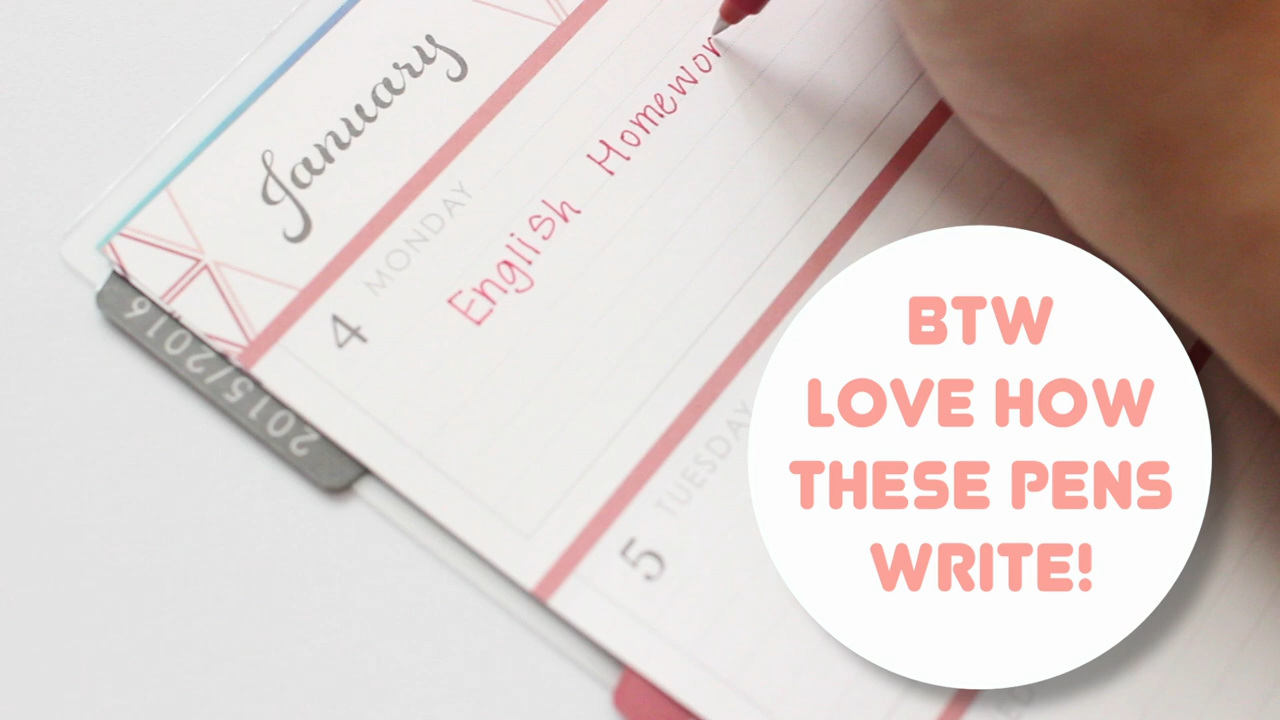 January
MONDAY
4
English Homewor
2015/2016
TUESDAY
5
BTW
LOVE HOW
THESE PENS
WRITE!